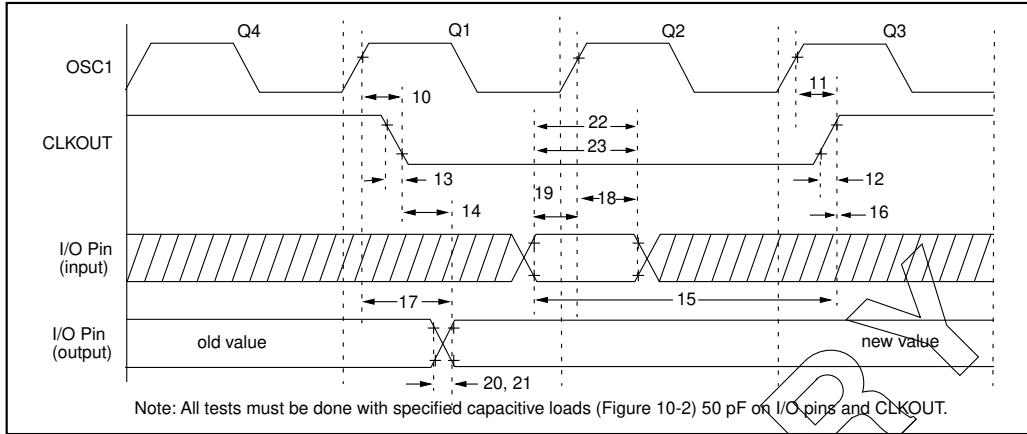 Q4 Q1 Q2 Q3
OSC1
10
11
CLKOUT
22
23
13
12
19
18
14
16
I/O Pin
(input)
17
15
I/O Pin
(output)
old value
new value
20, 21
Note: All tests must be done with specified capacitive loads (Figure 10-2) 50 pF on I/O pins and CLKOUT.
R Y